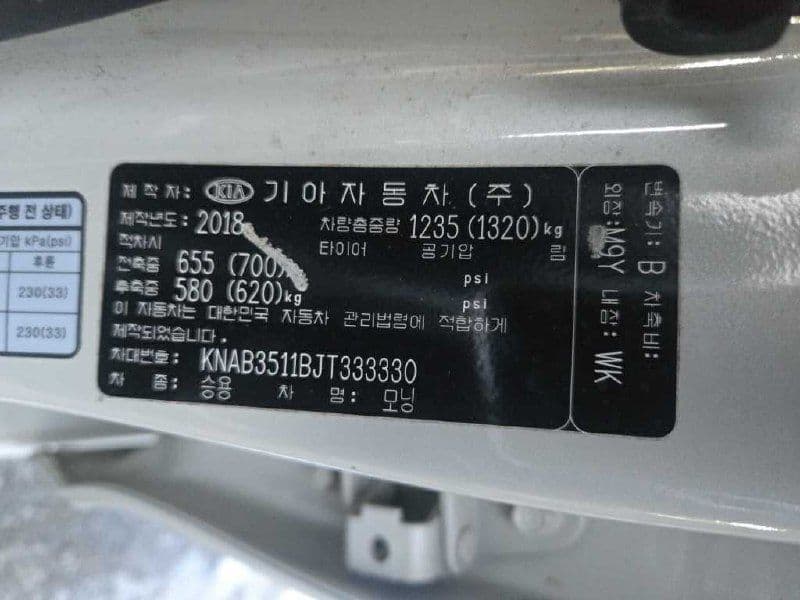 제 작 자: KIA 기아자동차(주)
제작년도: 2018 차량총중량 1235 (1320)kg
적차시 타이어 공기압 림
전축중 655 (700) psi
후축중 580 (620)kg psi
이 자동차는 대한민국 자동차 관리법령에 적합하게
제작되었습니다.
차대번호: KNAB3511BJT333330
차 종: 승용 차 명: 모닝
변속기: B 차축비:
외장: M9Y 내장: WK
주행 전 상태)
기압 kPa(psi)
후륜
230(33)
230(33)